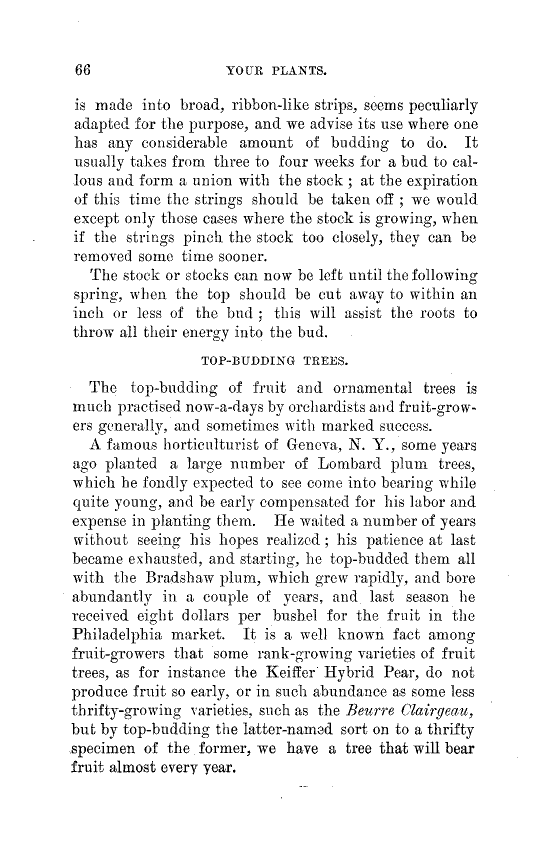 66 YOUR PLANTS.
is made into broad, ribbon-like strips, seems peculiarly
adapted for the purpose, and we advise its use where one
has any considerable amount of budding to do. It
usually takes from three to four weeks for a bud to cal-
lous and form a union with the stock ; at the expiration
of this time the strings should be taken off ; we would
except only those cases where the stock is growing, when
if the strings pinch the stock too closely, they can be
removed some time sooner.
The stock or stocks can now be left until the following
spring, when the top should be cut away to within an
inch or less of the bud ; this will assist the roots to
throw all their energy into the bud.
TOP-BUDDING TREES.
The top-budding of fruit and ornamental trees is
much practised now-a-days by orchardists and fruit-grow-
ers generally, and sometimes with marked success.
A famous horticulturist of Geneva, N. Y., some years
ago planted a large number of Lombard plum trees,
which he fondly expected to see come into bearing while
quite young, and be early compensated for his labor and
expense in planting them. He waited a number of years
without seeing his hopes realized ; his patience at last
became exhausted, and starting, he top-budded them all
with the Bradshaw plum, which grew rapidly, and bore
abundantly in a couple of years, and last season he
received eight dollars per bushel for the fruit in the
Philadelphia market. It is a well known fact among
fruit-growers that some rank-growing varieties of fruit
trees, as for instance the Keiffer Hybrid Pear, do not
produce fruit so early, or in such abundance as some less
thrifty-growing varieties, such as the Beurre Clairgeau,
but by top-budding the latter-named sort on to a thrifty
specimen of the former, we have a tree that will bear
fruit almost every year.